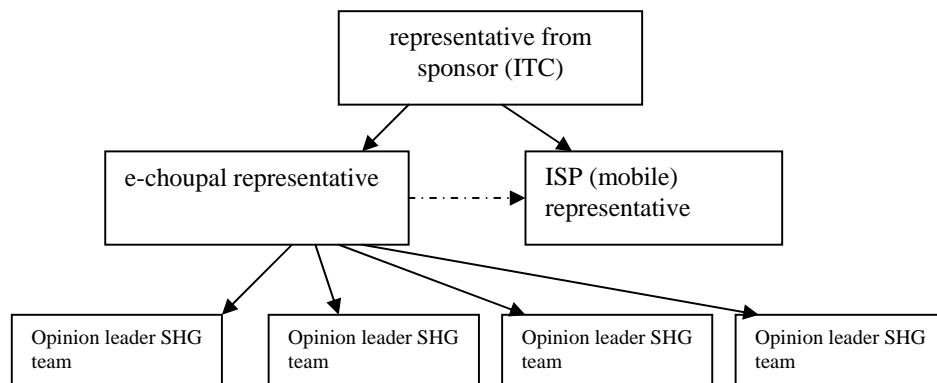 representative from
sponsor (ITC)
e-choupal representative
ISP (mobile)
representative
Opinion leader SHG
team
Opinion leader SHG
team
Opinion leader SHG
team
Opinion leader SHG
team